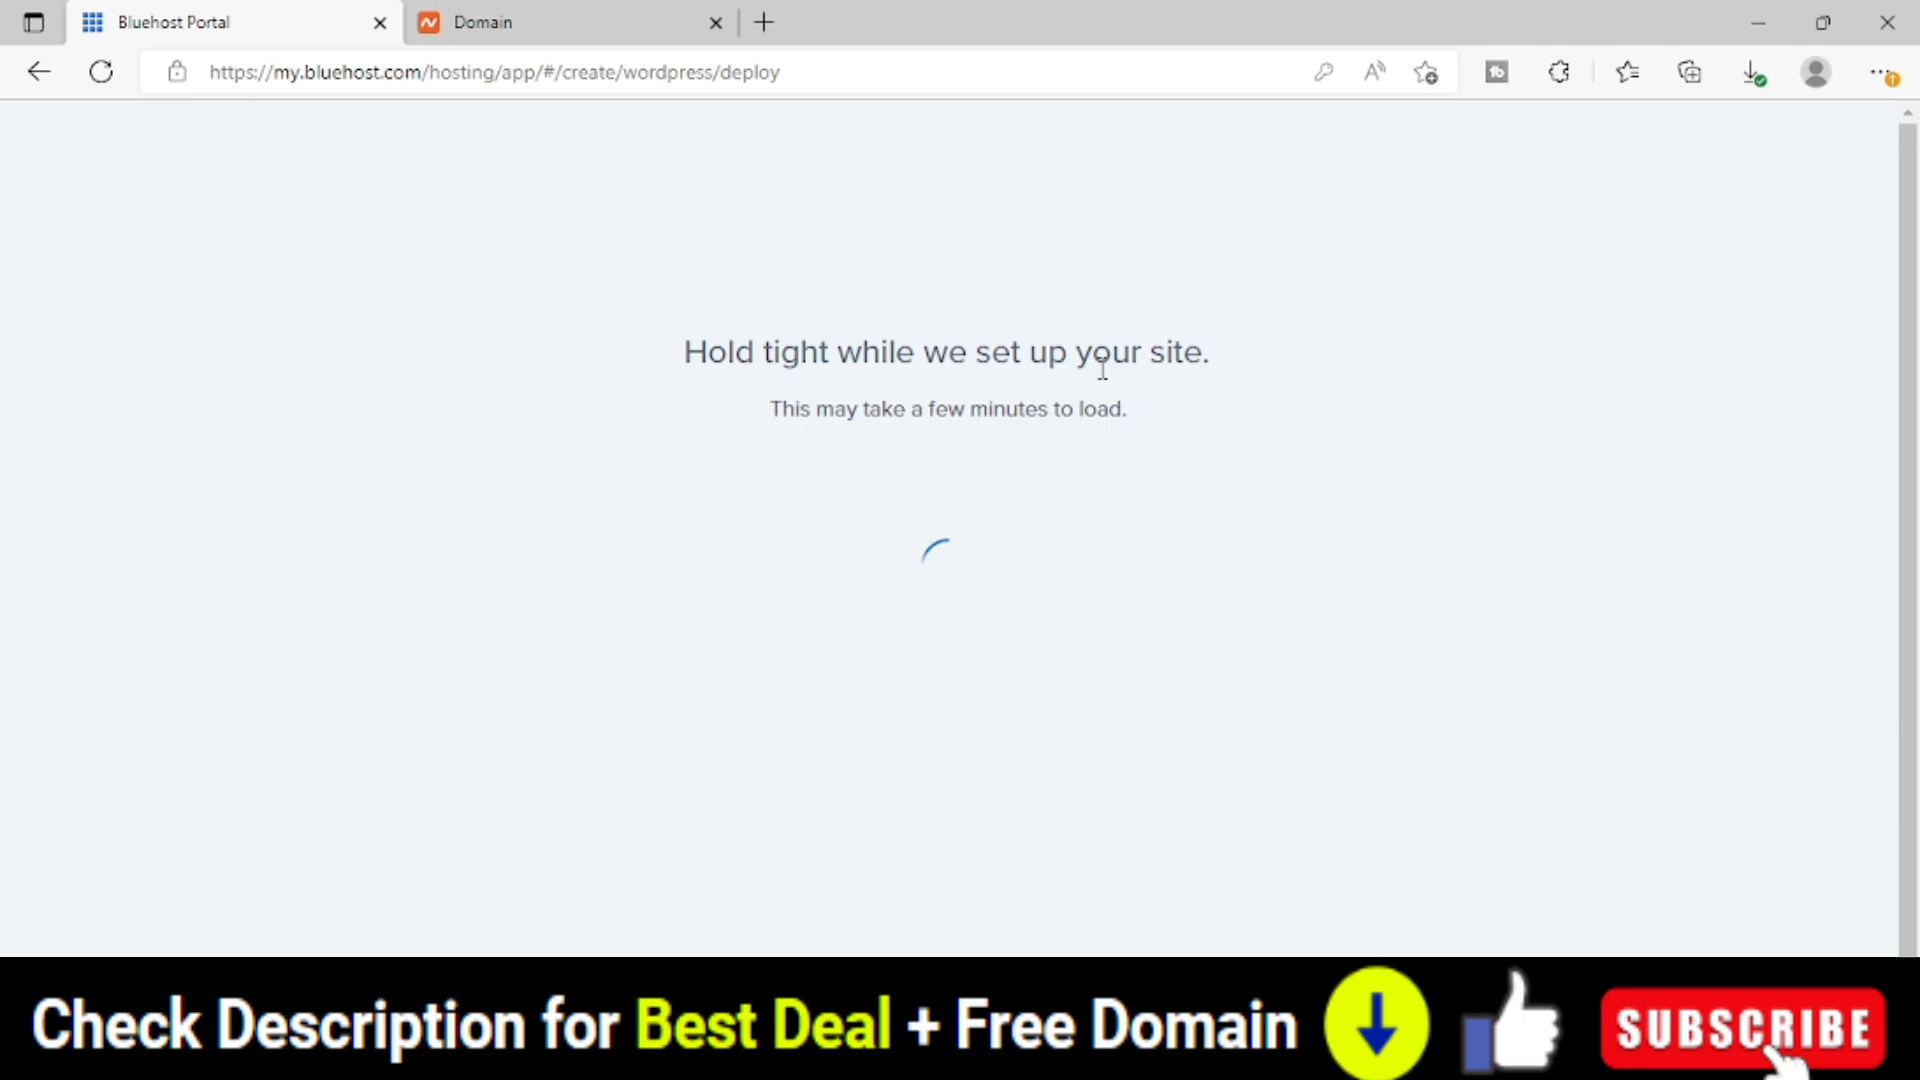 Bluehost Portal
Domain
https://my.bluehost.com/hosting/app/#/create/wordpress/deploy
Hold tight while we set up your site.
This may take a few minutes to load.
Check Description for Best Deal + Free Domain
SUBSCRIBE